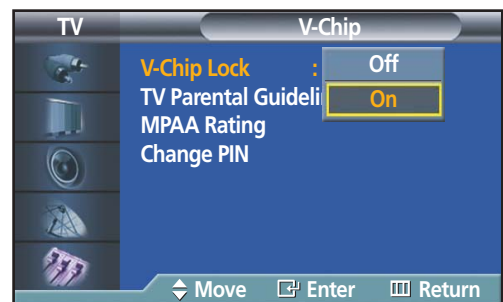 TV V-Chip
V-Chip Lock : Off
TV Parental Guideli On
MPAA Rating
Change PIN
Move Enter Return